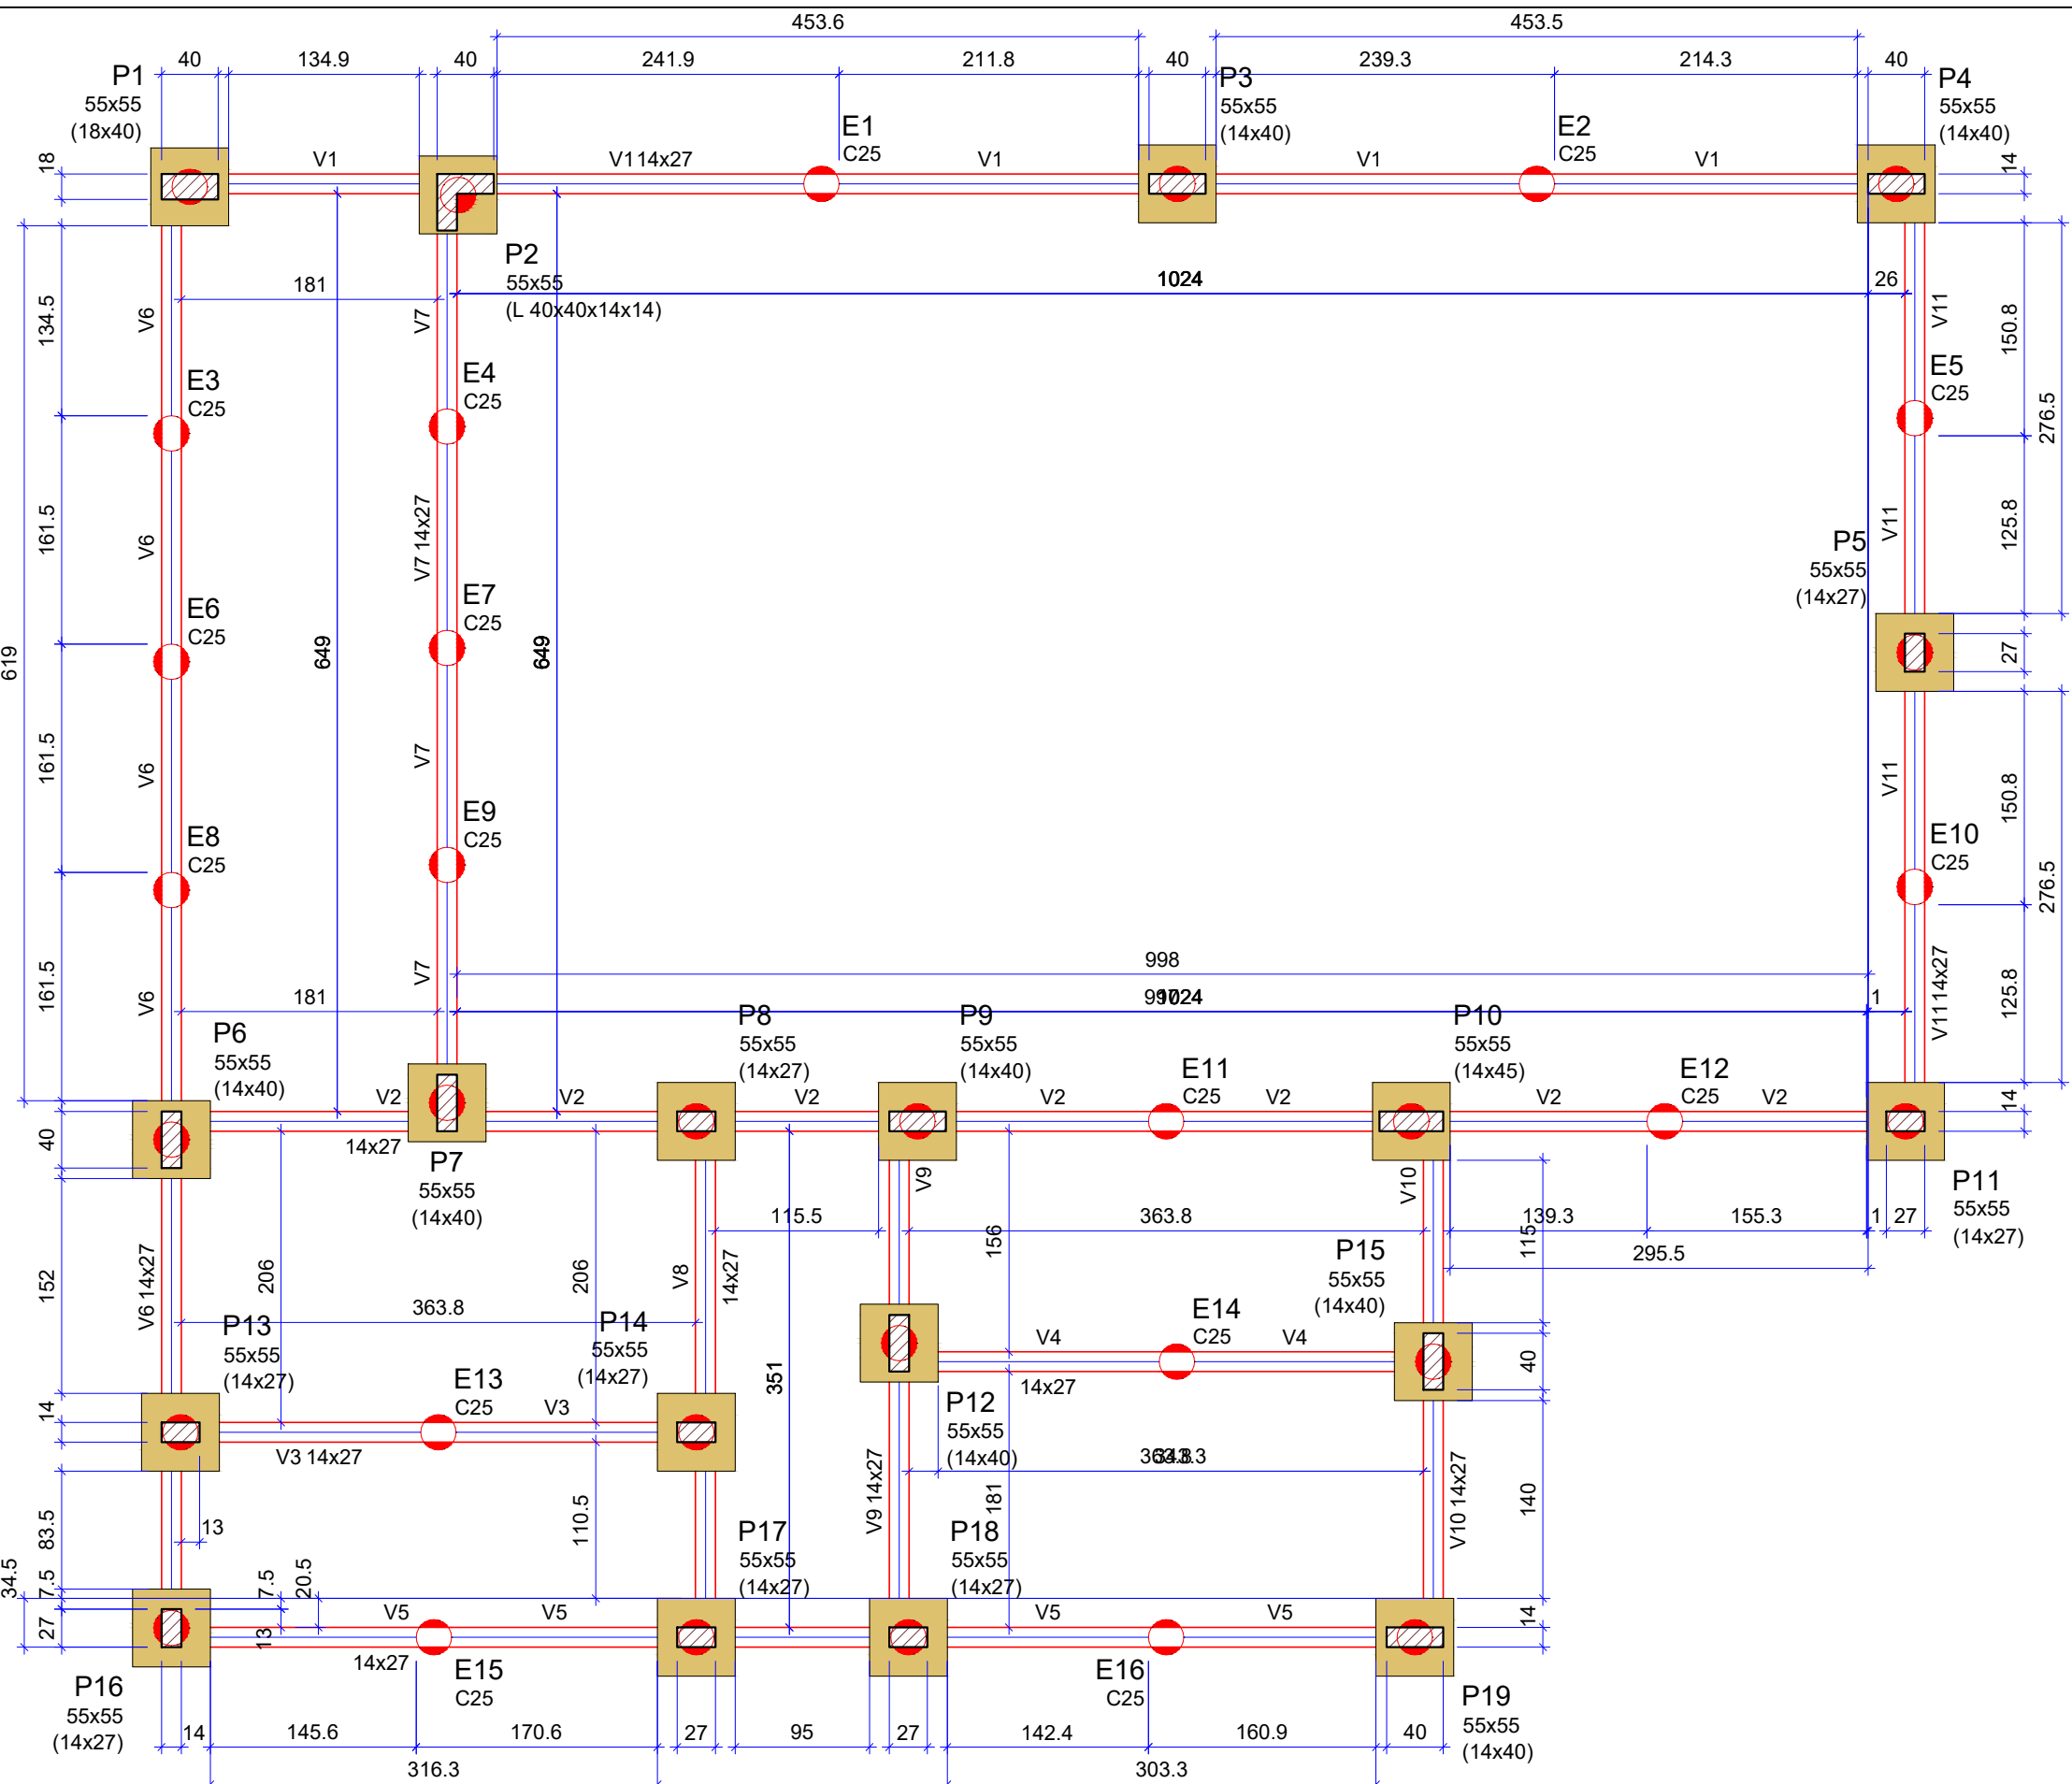 453.6
453.5
40
134.9
40
241.9
211.8
40
239.3
214.3
40
P1
55x55
(18x40)
P3
55x55
(14x40)
P4
55x55
(14x40)
E1
C25
E2
C25
18
V1
V1 14x27
V1
V1
V1
14
P2
55x55
(L 40x40x14x14)
181
1024
26
134.5
V6
V7
V11
150.8
E3
C25
E4
C25
E5
C25
276.5
161.5
V6
V7 14x27
V11
125.8
P5
55x55
(14x27)
E6
C25
E7
C25
619
649
649
27
161.5
V6
V7
V11
150.8
E8
C25
E9
C25
E10
C25
276.5
161.5
V6
V7
998
181
1024
1
V11 14x27
125.8
P6
55x55
(14x40)
P8
55x55
(14x27)
P9
55x55
(14x40)
P10
55x55
(14x45)
E11
C25
E12
C25
V2
V2
V2
V2
V2
V2
V2
14
40
14x27
P7
55x55
(14x40)
V9
V10
P11
55x55
(14x27)
115.5
363.8
139.3
155.3
1
27
156
115
295.5
152
V6 14x27
206
206
V8
14x27
P15
55x55
(14x40)
363.8
P13
55x55
(14x27)
P14
55x55
(14x27)
E14
C25
V4
V4
14x27
40
351
14
E13
C25
V3
V3 14x27
P12
55x55
(14x40)
83.5
13
110.5
V9 14x27
181
V10 14x27
140
P17
55x55
(14x27)
P18
55x55
(14x27)
34.5
7.5
7.5
20.5
27
13
V5
V5
V5
V5
14
14x27
E15
C25
E16
C25
P16
55x55
(14x27)
P19
55x55
(14x40)
14
145.6
170.6
27
95
27
142.4
160.9
40
316.3
303.3